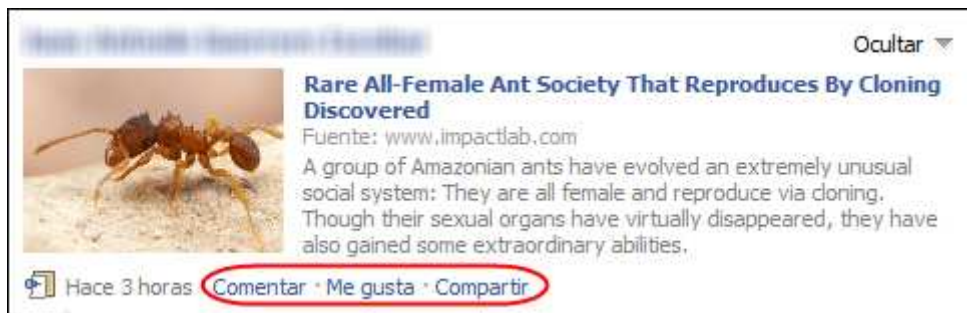 Ocultar
Rare All-Female Ant Society That Reproduces By Cloning
Discovered
Fuente: www.impactlab.com
A group of Amazonian ants have evolved an extremely unusual
social system: They are all female and reproduce via cloning.
Though their sexual organs have virtually disappeared, they have
also gained some extraordinary abilities.
Hace 3 horas Comentar · Me gusta · Compartir